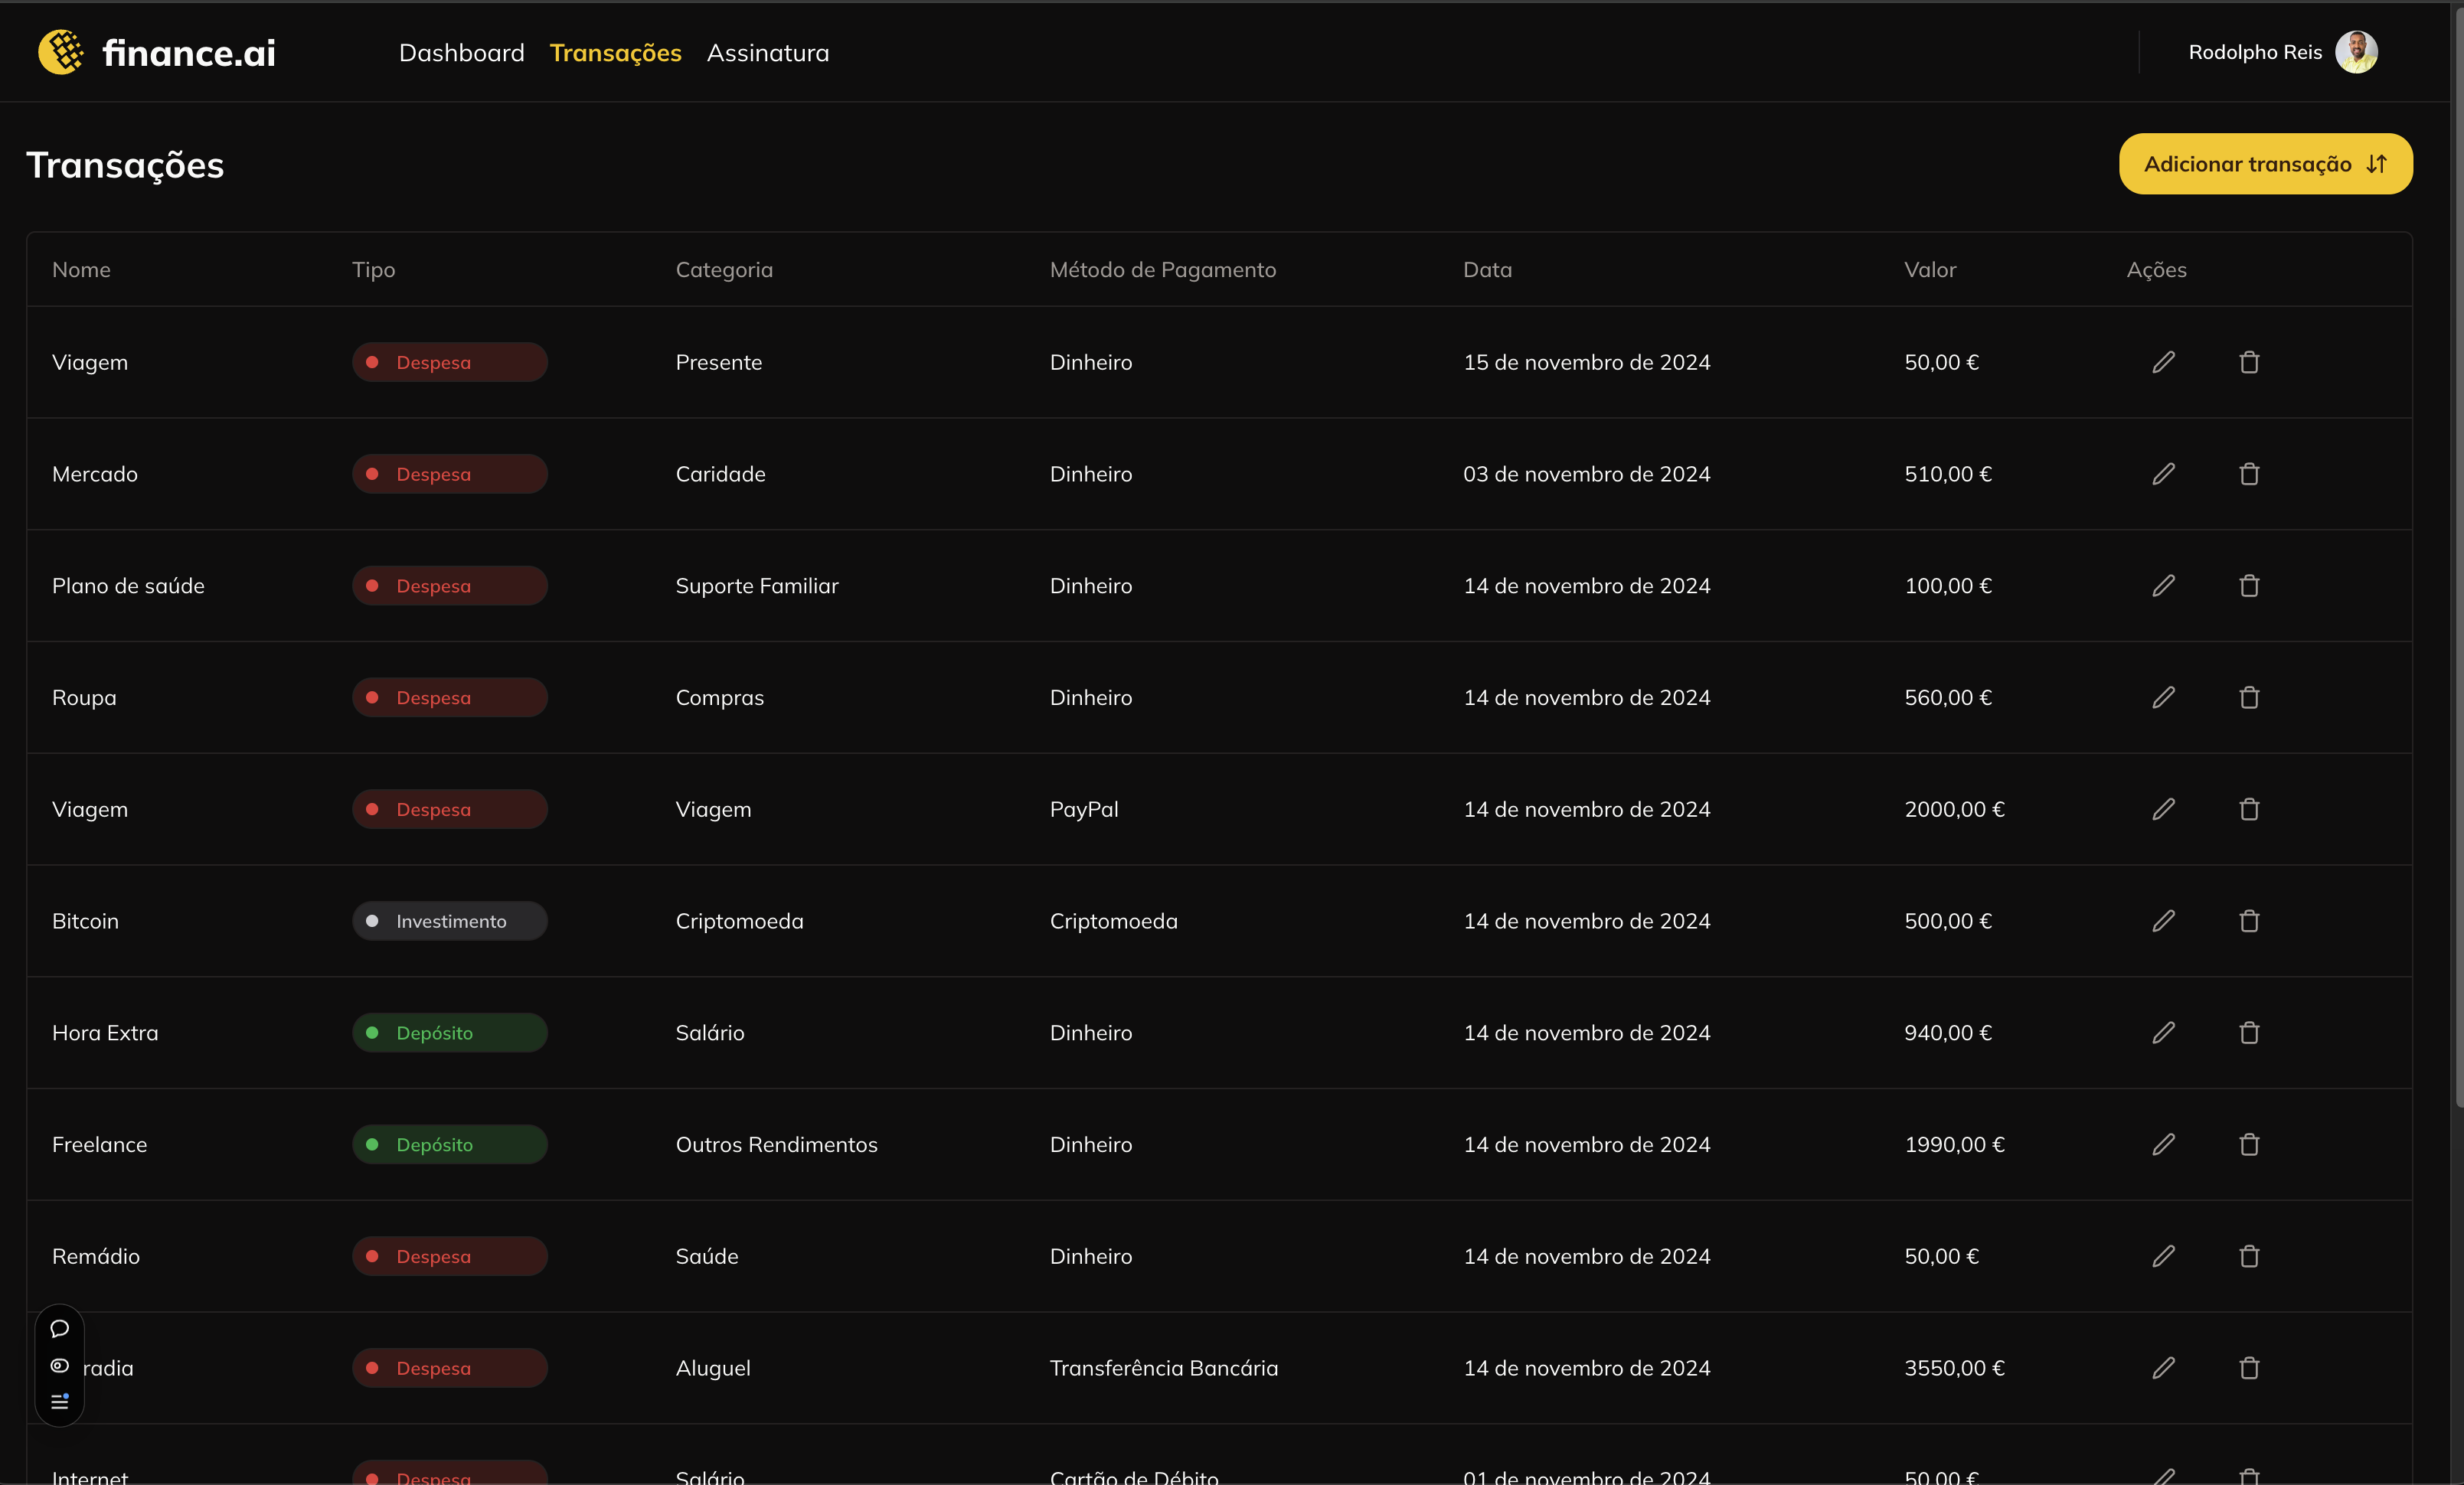 finance.ai Dashboard Transações Assinatura Rodolpho Reis
Transações Adicionar transação
Nome Tipo Categoria Método de Pagamento Data Valor Ações
Viagem Despesa Presente Dinheiro 15 de novembro de 2024 50,00 €
Mercado Despesa Caridade Dinheiro 03 de novembro de 2024 510,00 €
Plano de saúde Despesa Suporte Familiar Dinheiro 14 de novembro de 2024 100,00 €
Roupa Despesa Compras Dinheiro 14 de novembro de 2024 560,00 €
Viagem Despesa Viagem PayPal 14 de novembro de 2024 2000,00 €
Bitcoin Investimento Criptomoeda Criptomoeda 14 de novembro de 2024 500,00 €
Hora Extra Depósito Salário Dinheiro 14 de novembro de 2024 940,00 €
Freelance Depósito Outros Rendimentos Dinheiro 14 de novembro de 2024 1990,00 €
Remédio Despesa Saúde Dinheiro 14 de novembro de 2024 50,00 €
radia Despesa Aluguel Transferência Bancária 14 de novembro de 2024 3550,00 €
Internet Despesa Salário Cartão de Débito 01 de novembro de 2024 50,00 €